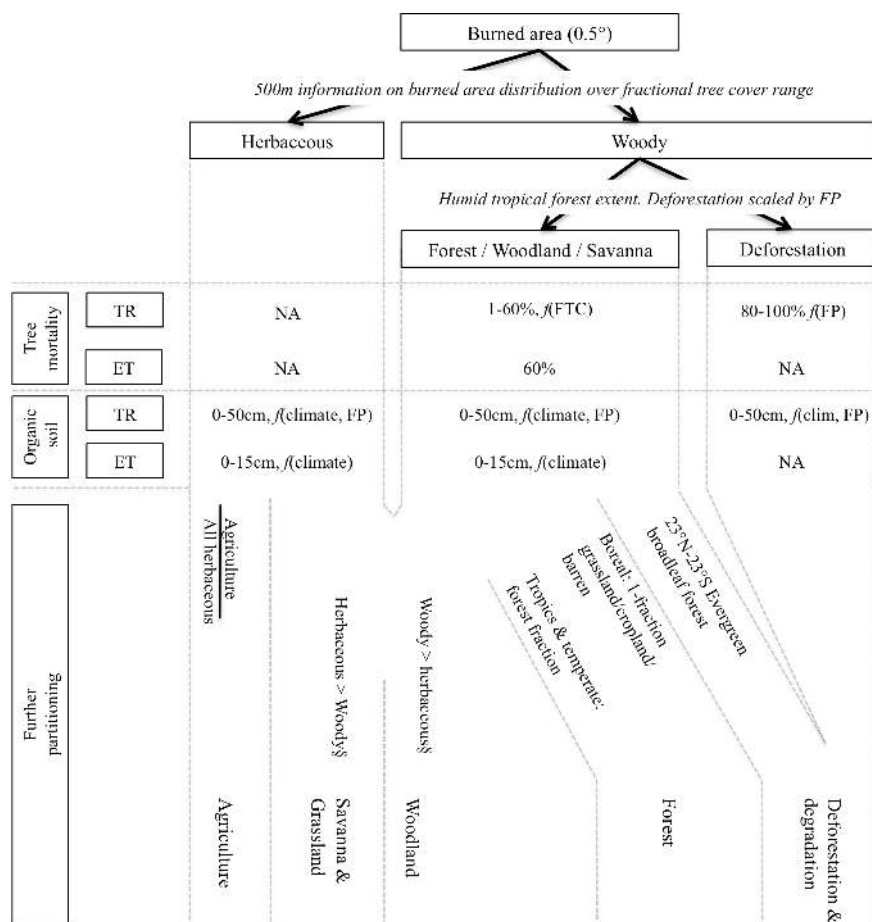 Burned area (0.5°)
500m information on burned area distribution over fractional tree cover range
Herbaceous
Woody
Humid tropical forest extent. Deforestation scaled by FP
Forest / Woodland / Savanna
Deforestation
Tree
mortality
TR
NA
1-60%, f(FTC)
80-100% f(FP)
ET
NA
60%
NA
Organic
soil
TR
0-50cm, f(climate, FP)
0-50cm, f(climate, FP)
0-50cm, f(clim, FP)
ET
0-15cm, f(climate)
0-15cm, f(climate)
NA
Further
partitioning
Agriculture
All herbaceous
Herbaceous > Woody§
Woody > herbaceous§
Tropics & temperate:
forest fraction
Boreal: 1-fraction
grassland/cropland/
barren
23°N-23°S Evergreen
broadleaf forest
Agriculture
Savanna &
Grassland
Woodland
Forest
Deforestation &
degradation